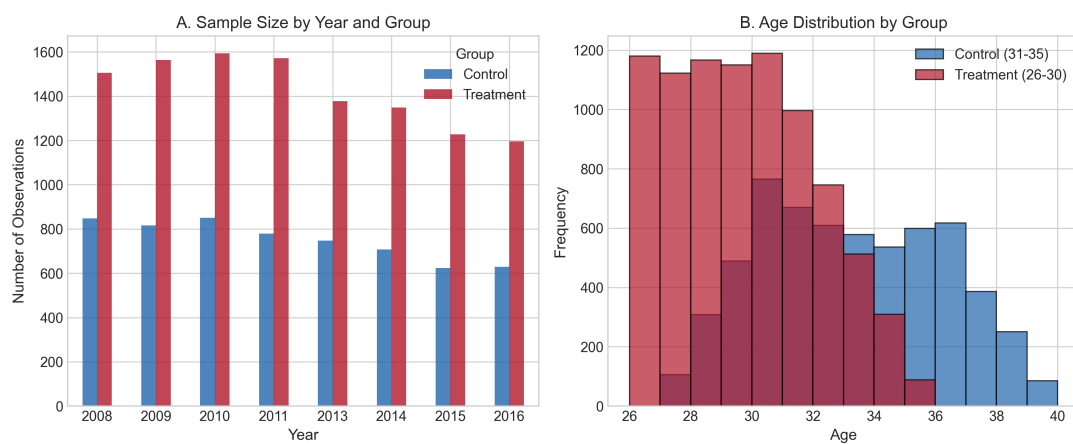 A. Sample Size by Year and Group
Number of Observations
1600
1400
1200
1000
800
600
400
200
0
Group
Control
Treatment
2008 2009 2010 2011 2013 2014 2015 2016
Year
B. Age Distribution by Group
Frequency
1200
1000
800
600
400
200
0
Control (31-35)
Treatment (26-30)
26 28 30 32 34 36 38 40
Age